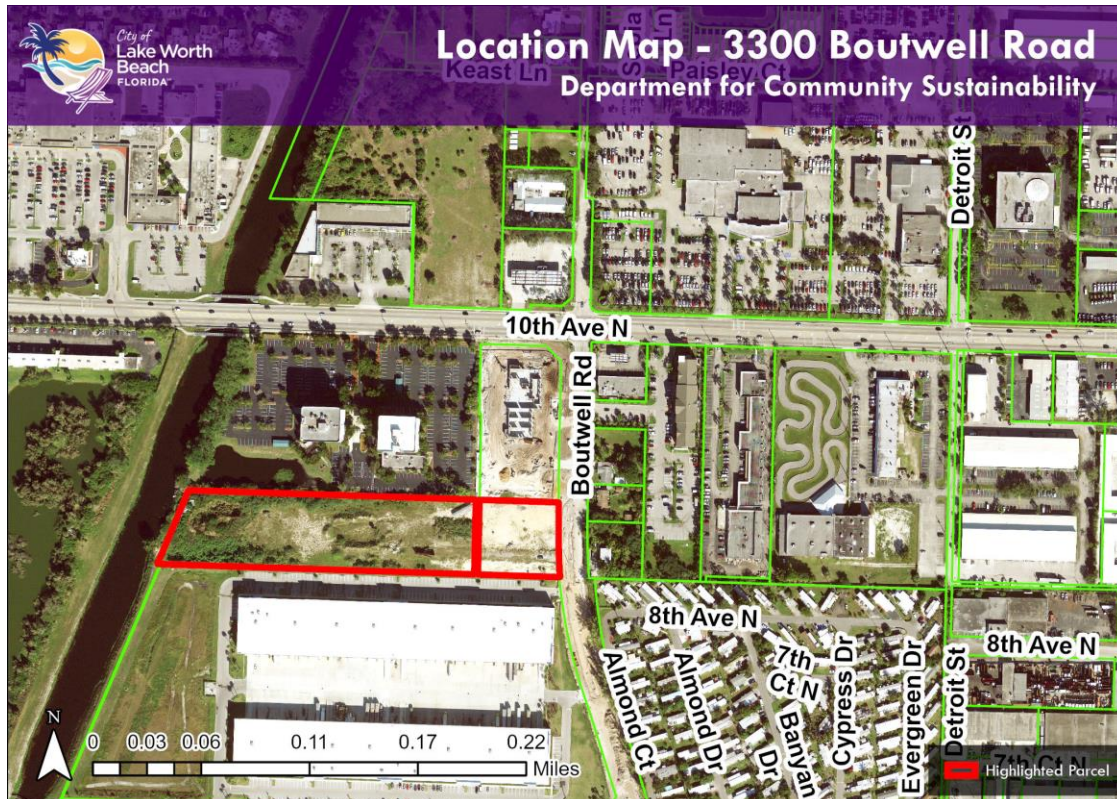 City of
Lake Worth
Beach
FLORIDA
Location Map - 3300 Boutwell Road
Department for Community Sustainability
Keast Ln
Paisley Ct
Detroit St
10th Ave N
Boutwell Rd
8th Ave N
8th Ave N
Almond Ct
Almond Dr
7th
Ct N
Banyan
Dr
Cypress Dr
Evergreen Dr
Detroit St
7th Ct N
N
0 0.03 0.06 0.11 0.17 0.22
Miles
Highlighted Parcel